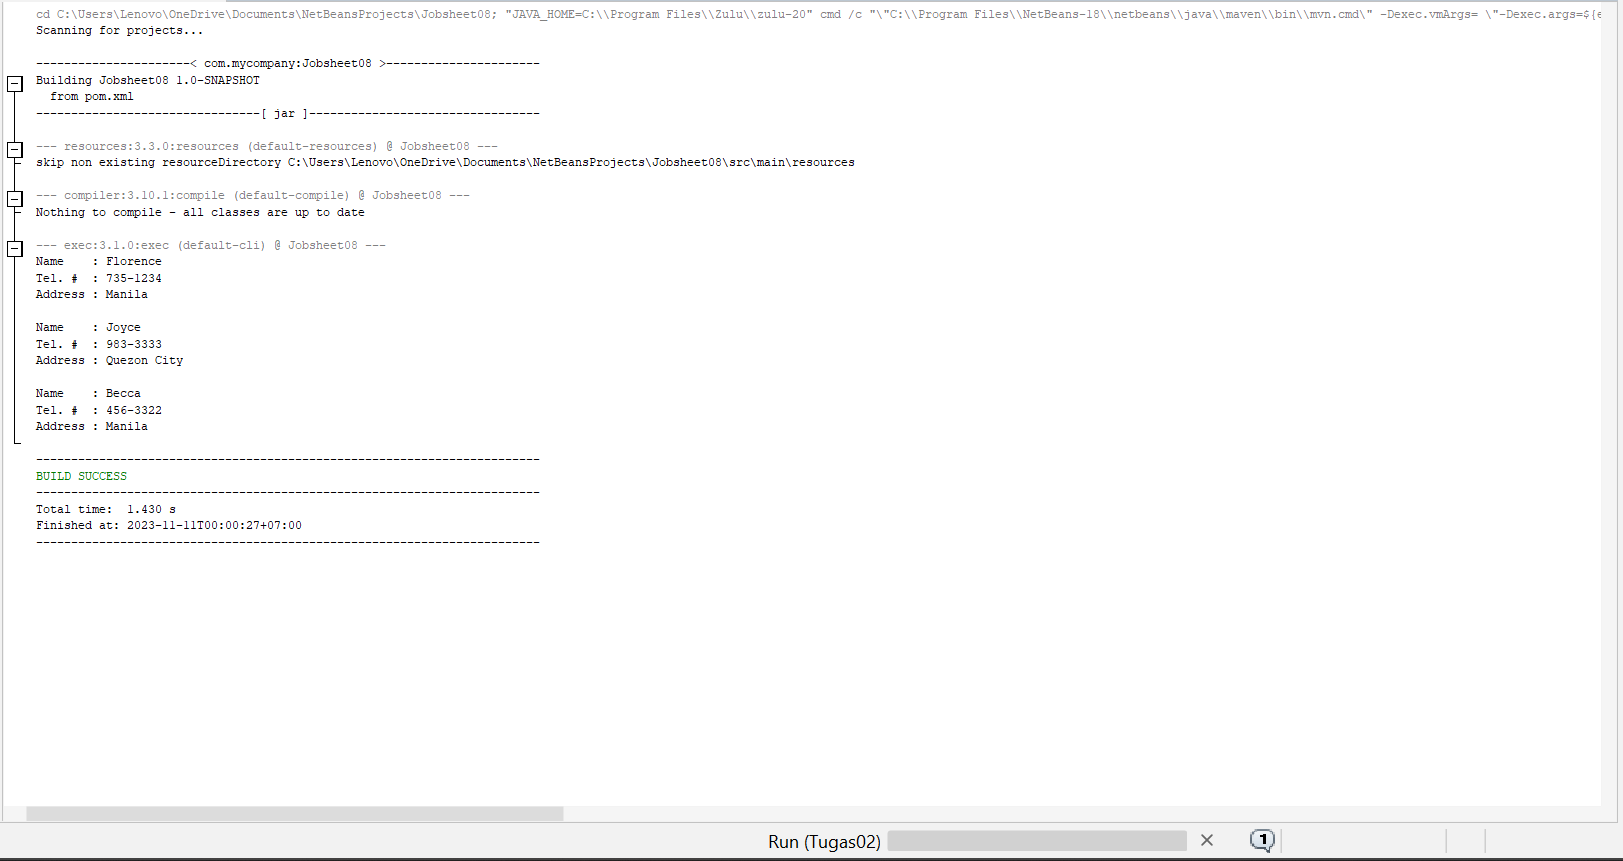 cd C:\Users\Lenovo\OneDrive\Documents\NetBeansProjects\Jobsheet08; "JAVA_HOME=C:\\Program Files\\Zulu\\zulu-20" cmd /c "\"C:\\Program Files\\NetBeans-18\\netbeans\\java\\maven\\bin\\mvn.cmd\" -Dexec.vmArgs= \"-Dexec.args=${e
Scanning for projects...
----------------------< com.mycompany:Jobsheet08 >----------------------
Building Jobsheet08 1.0-SNAPSHOT
  from pom.xml
--------------------------------[ jar ]---------------------------------
--- resources:3.3.0:resources (default-resources) @ Jobsheet08 ---
skip non existing resourceDirectory C:\Users\Lenovo\OneDrive\Documents\NetBeansProjects\Jobsheet08\src\main\resources
--- compiler:3.10.1:compile (default-compile) @ Jobsheet08 ---
Nothing to compile - all classes are up to date
--- exec:3.1.0:exec (default-cli) @ Jobsheet08 ---
Name    : Florence
Tel. #  : 735-1234
Address : Manila
Name    : Joyce
Tel. #  : 983-3333
Address : Quezon City
Name    : Becca
Tel. #  : 456-3322
Address : Manila
------------------------------------------------------------------------
BUILD SUCCESS
------------------------------------------------------------------------
Total time:  1.430 s
Finished at: 2023-11-11T00:00:27+07:00
------------------------------------------------------------------------
Run (Tugas02)
1